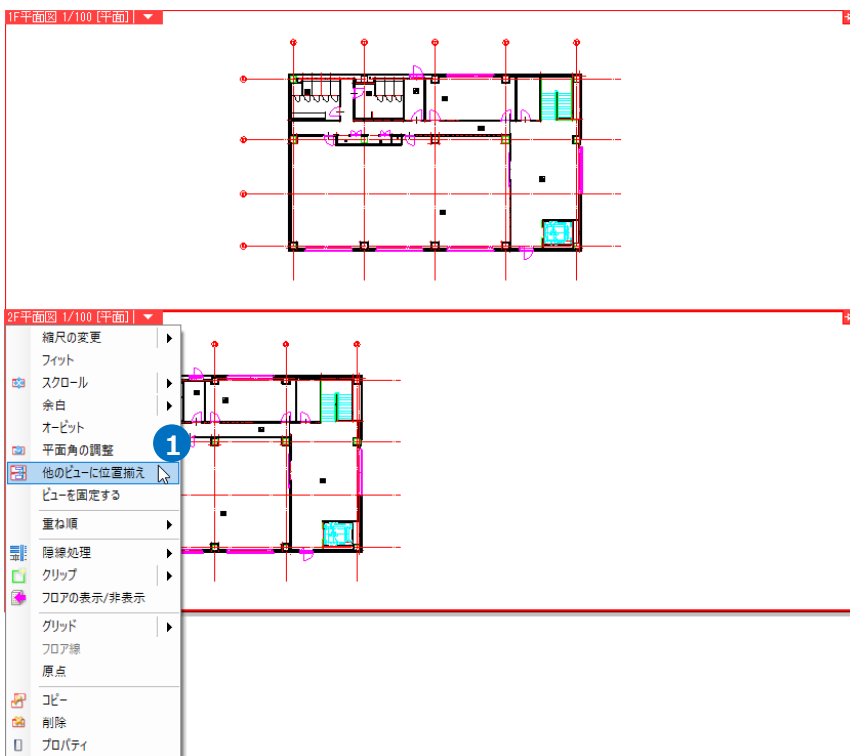 1F平面図 1/100 [平面]
2F平面図 1/100 [平面]
縮尺の変更
フィット
スクロール
余白
オービット
平面角の調整
1
他のビューに位置揃え
ビューを固定する
重ね順
隠線処理
クリップ
フロアの表示/非表示
グリッド
フロア線
原点
コピー
削除
プロパティ